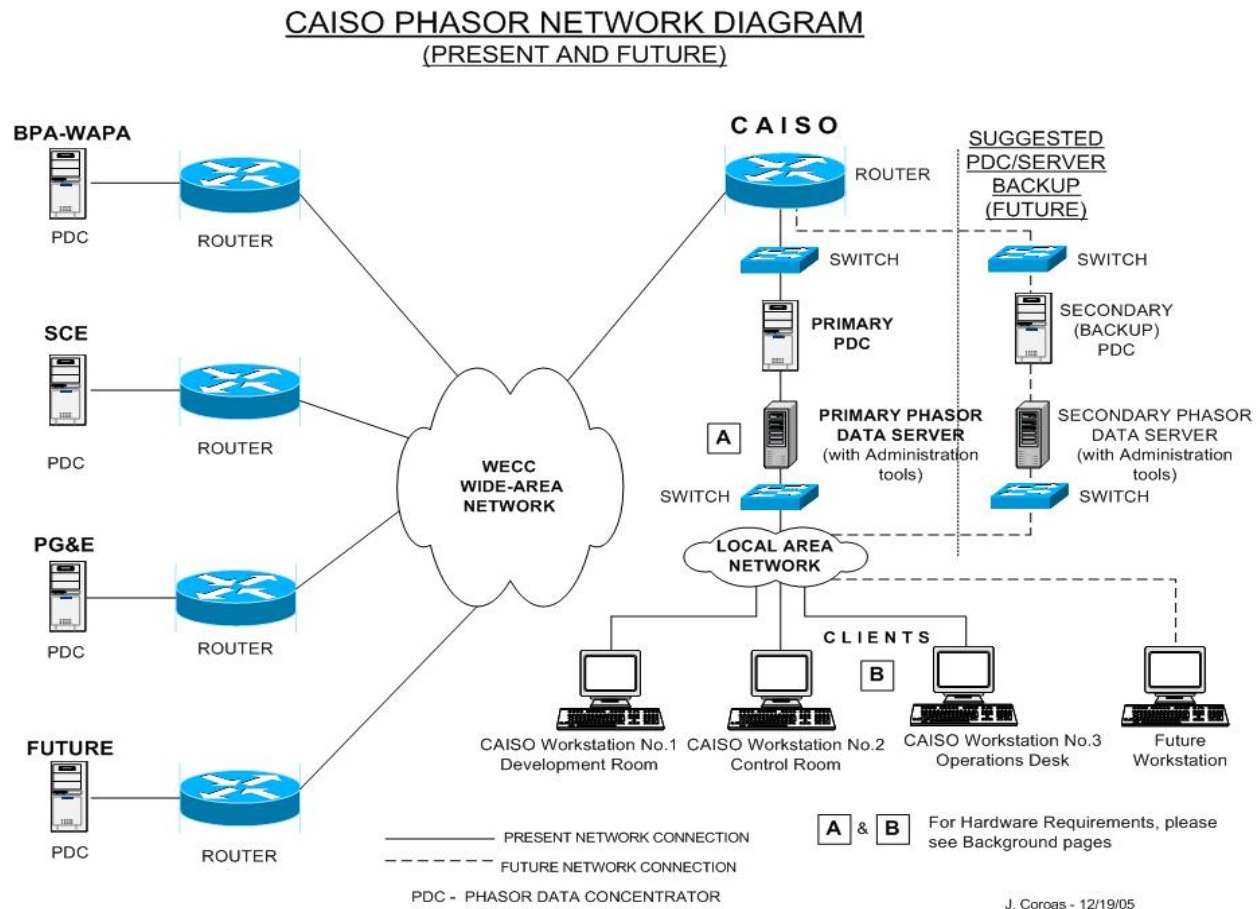 CAISO PHASOR NETWORK DIAGRAM
(PRESENT AND FUTURE)
BPA-WAPA
PDC
ROUTER
SCE
PDC
ROUTER
PG&E
PDC
ROUTER
FUTURE
PDC
ROUTER
WECC
WIDE-AREA
NETWORK
CAISO
ROUTER
SWITCH
PRIMARY
PDC
A
PRIMARY PHASOR
DATA SERVER
(with Administration
tools)
SWITCH
SUGGESTED
PDC/SERVER
BACKUP
(FUTURE)
SWITCH
SECONDARY
(BACKUP)
PDC
SECONDARY PHASOR
DATA SERVER
(with Administration
tools)
SWITCH
LOCAL AREA
NETWORK
CLIENTS
B
CAISO Workstation No.1
Development Room
CAISO Workstation No.2
Control Room
CAISO Workstation No.3
Operations Desk
Future
Workstation
PRESENT NETWORK CONNECTION
FUTURE NETWORK CONNECTION
PDC - PHASOR DATA CONCENTRATOR
A & B For Hardware Requirements, please
see Background pages
J. Coroas - 12/19/05